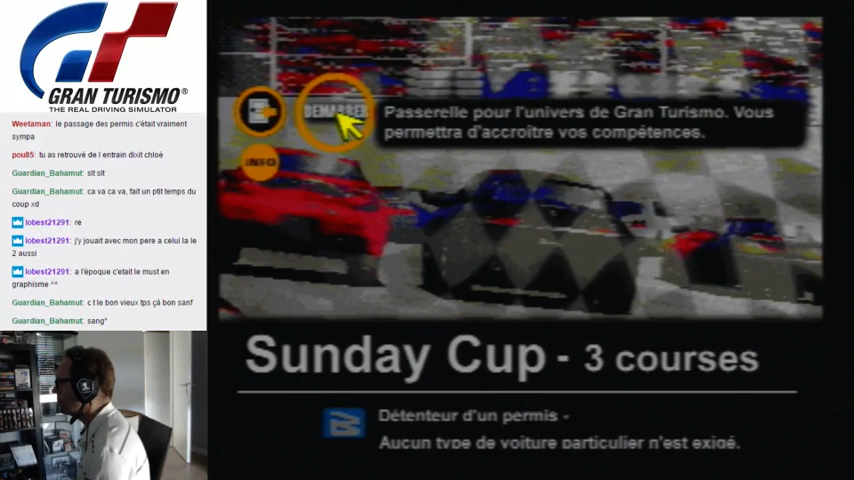 GRAN TURISMO®
THE REAL DRIVING SIMULATOR
Weetaman: le passage des permis c'était vraiment
sympa
pou85: tu as retrouvé de l entrain dixit chloé
Guardian_Bahamut: slt slt
Guardian_Bahamut: ca va ca va, fait un ptit temps du
coup xd
lobest21291: re
lobest21291: j'y jouait avec mon pere a celui la le
2 aussi
lobest21291: a l'époque c'etait le must en
graphisme ^^
Guardian_Bahamut: c t le bon vieux tps çà bon sanf
Guardian_Bahamut: sang*
DEMARRER
Passerelle pour l'univers de Gran Turismo. Vous
permettra d'accroître vos compétences.
INFO
Sunday Cup - 3 courses
B
Détenteur d'un permis -
Aucun type de voiture particulier n'est exigé.